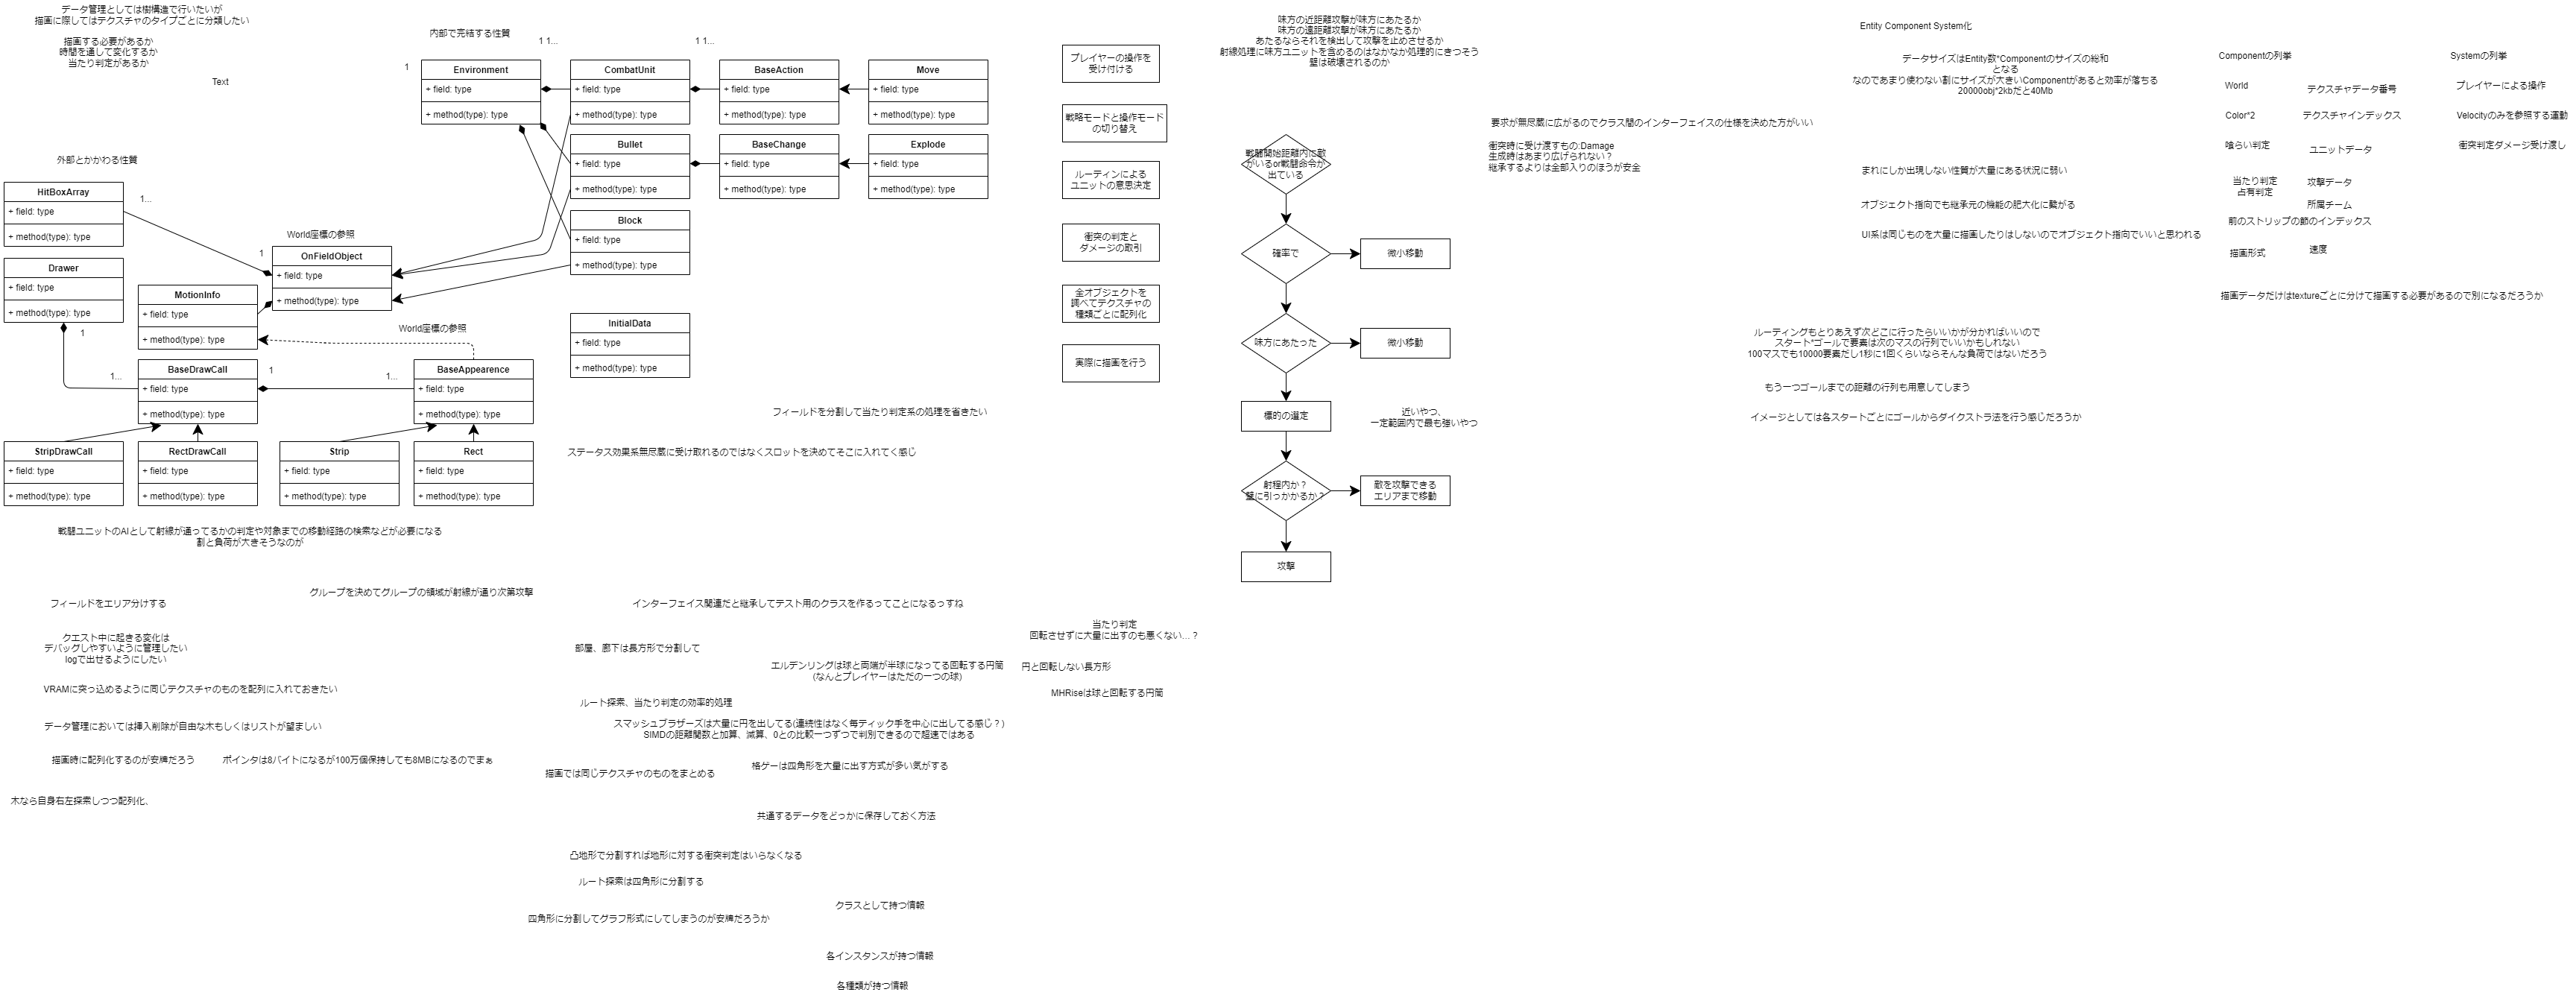 データ管理としては樹構造で行いたいが
描画に際してはテクスチャのタイプごとに分類したい
描画する必要があるか
時間を通して変化するか
当たり判定があるか
Text
内部で完結する性質
1 1...
1 1...
1
Environment
+ field: type
+ method(type): type
CombatUnit
+ field: type
+ method(type): type
BaseAction
+ field: type
+ method(type): type
Move
+ field: type
+ method(type): type
Bullet
+ field: type
+ method(type): type
BaseChange
+ field: type
+ method(type): type
Explode
+ field: type
+ method(type): type
Block
+ field: type
+ method(type): type
InitialData
+ field: type
+ method(type): type
外部とかかわる性質
HitBoxArray
+ field: type
+ method(type): type
1...
World座標の参照
1
OnFieldObject
+ field: type
+ method(type): type
Drawer
+ field: type
+ method(type): type
1
MotionInfo
+ field: type
+ method(type): type
World座標の参照
1...
BaseDrawCall
+ field: type
+ method(type): type
1
1...
BaseAppearence
+ field: type
+ method(type): type
StripDrawCall
+ field: type
+ method(type): type
RectDrawCall
+ field: type
+ method(type): type
Strip
+ field: type
+ method(type): type
Rect
+ field: type
+ method(type): type
フィールドを分割して当たり判定系の処理を省きたい
ステータス効果系無尽蔵に受け取れるのではなくスロットを決めてそこに入れてく感じ
戦闘ユニットのAIとして射線が通ってるかの判定や対象までの移動経路の検索などが必要になる
割と負荷が大きそうなのが
グループを決めてグループの領域が射線が通り次第攻撃
フィールドをエリア分けする
クエスト中に起きる変化は
デバッグしやすいように管理したい
logで出せるようにしたい
VRAMに突っ込めるように同じテクスチャのものを配列に入れておきたい
データ管理においては挿入削除が自由な木もしくはリストが望ましい
描画時に配列化するのが安牌だろう
ポインタは8バイトになるが100万個保持しても8MBになるのでまぁ
木なら自身右左探索しつつ配列化、
インターフェイス関連だと継承してテスト用のクラスを作るってことになるっすね
部屋、廊下は長方形で分割して
エルデンリングは球と両端が半球になってる回転する円筒
(なんとプレイヤーはただの一つの球)
ルート探索、当たり判定の効率的処理
スマッシュブラザーズは大量に円を出してる(連続性はなく毎ティック手を中心に出してる感じ？)
SIMDの距離関数と加算、減算、0との比較一つずつで判別できるので超速ではある
描画では同じテクスチャのものをまとめる
格ゲーは四角形を大量に出す方式が多い気がする
共通するデータをどっかに保存しておく方法
凸地形で分割すれば地形に対する衝突判定はいらなくなる
ルート探索は四角形に分割する
四角形に分割してグラフ形式にしてしまうのが安牌だろうか
クラスとして持つ情報
各インスタンスが持つ情報
各種類が持つ情報
当たり判定
回転させずに大量に出すのも悪くない...？
円と回転しない長方形
MHRiseは球と回転する円筒
プレイヤーの操作を
受け付ける
戦略モードと操作モード
の切り替え
ルーティンによる
ユニットの意思決定
衝突の判定と
ダメージの取引
全オブジェクトを
調べてテクスチャの
種類ごとに配列化
実際に描画を行う
味方の近距離攻撃が味方にあたるか
味方の遠距離攻撃が味方にあたるか
あたるならそれを検出して攻撃を止めさせるか
射線処理に味方ユニットを含めるのはなかなか処理的にきつそう
壁は破壊されるのか
戦闘開始距離内に敵
がいるor戦闘命令が
出ている
確率で
微小移動
味方にあたった
微小移動
標的の選定
近いやつ、
一定範囲内で最も強いやつ
射程内か？
壁に引っかかるか？
敵を攻撃できる
エリアまで移動
攻撃
要求が無尽蔵に広がるのでクラス間のインターフェイスの仕様を決めた方がいい
衝突時に受け渡すもの:Damage
生成時はあまり広げられない？
継承するよりは全部入りのほうが安全
Entity Component System化
データサイズはEntity数*Componentのサイズの総和
となる
なのであまり使わない割にサイズが大きいComponentがあると効率が落ちる
20000obj*2kbだと40Mb
まれにしか出現しない性質が大量にある状況に弱い
オブジェクト指向でも継承元の機能の肥大化に繋がる
UI系は同じものを大量に描画したりはしないのでオブジェクト指向でいいと思われる
ルーティングもとりあえず次どこに行ったらいいかが分かればいいので
スタート*ゴールで要素は次のマスの行列でいいかもしれない
100マスでも10000要素だし1秒に1回くらいならそんな負荷ではないだろう
もう一つゴールまでの距離の行列も用意してしまう
イメージとしては各スタートごとにゴールからダイクストラ法を行う感じだろうか
Componentの列挙
World
テクスチャデータ番号
Color*2
テクスチャインデックス
喰らい判定
ユニットデータ
当たり判定
占有判定
攻撃データ
所属チーム
前のストリップの節のインデックス
描画形式
速度
描画データだけはtextureごとに分けて描画する必要があるので別になるだろうか
Systemの列挙
プレイヤーによる操作
Velocityのみを参照する運動
衝突判定ダメージ受け渡し